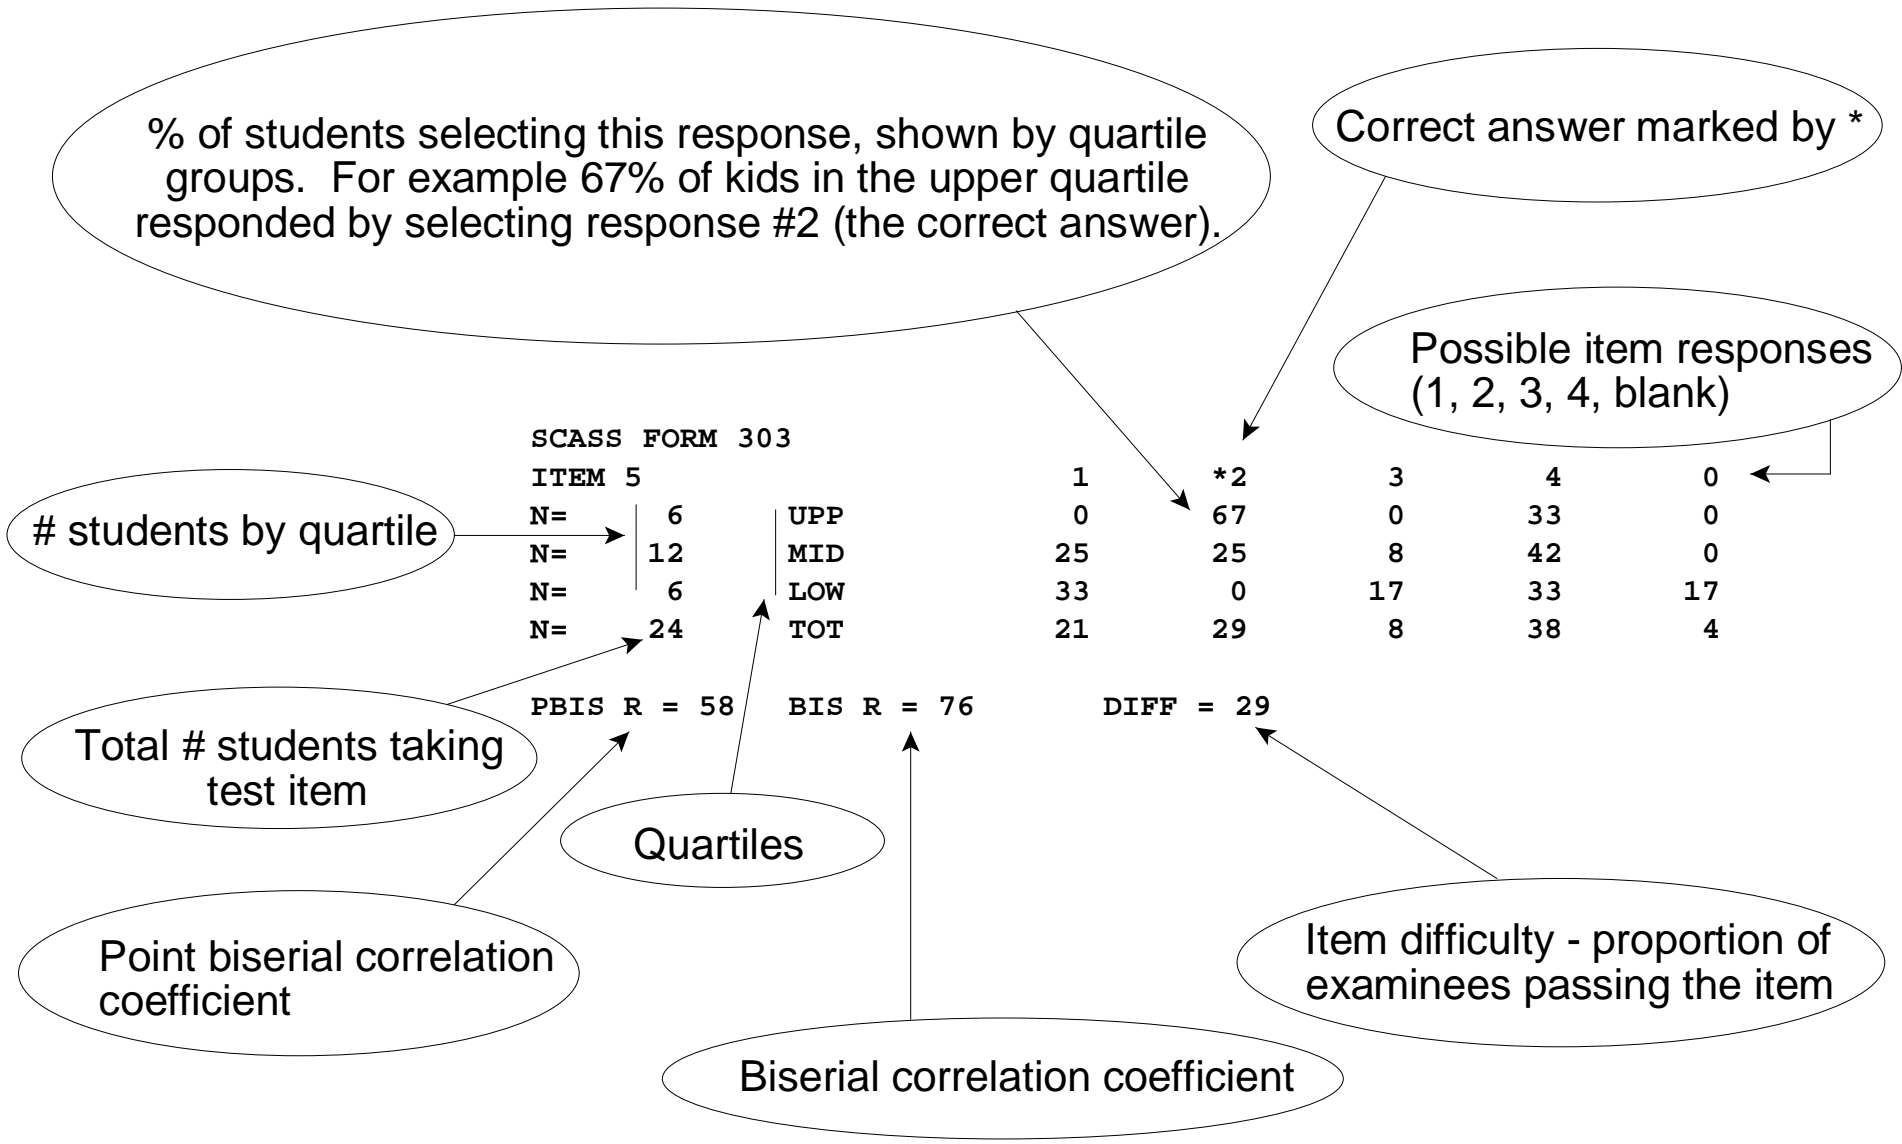 % of students selecting this response, shown by quartile
groups. For example 67% of kids in the upper quartile
responded by selecting response #2 (the correct answer).
Correct answer marked by *
Possible item responses
(1, 2, 3, 4, blank)
SCASS FORM 303
ITEM 5 1 *2 3 4 0
N= 6 UPP 0 67 0 33 0
N= 12 MID 25 25 8 42 0
N= 6 LOW 33 0 17 33 17
N= 24 TOT 21 29 8 38 4
PBIS R = 58 BIS R = 76 DIFF = 29
# students by quartile
Total # students taking
test item
Quartiles
Point biserial correlation
coefficient
Biserial correlation coefficient
Item difficulty - proportion of
examinees passing the item